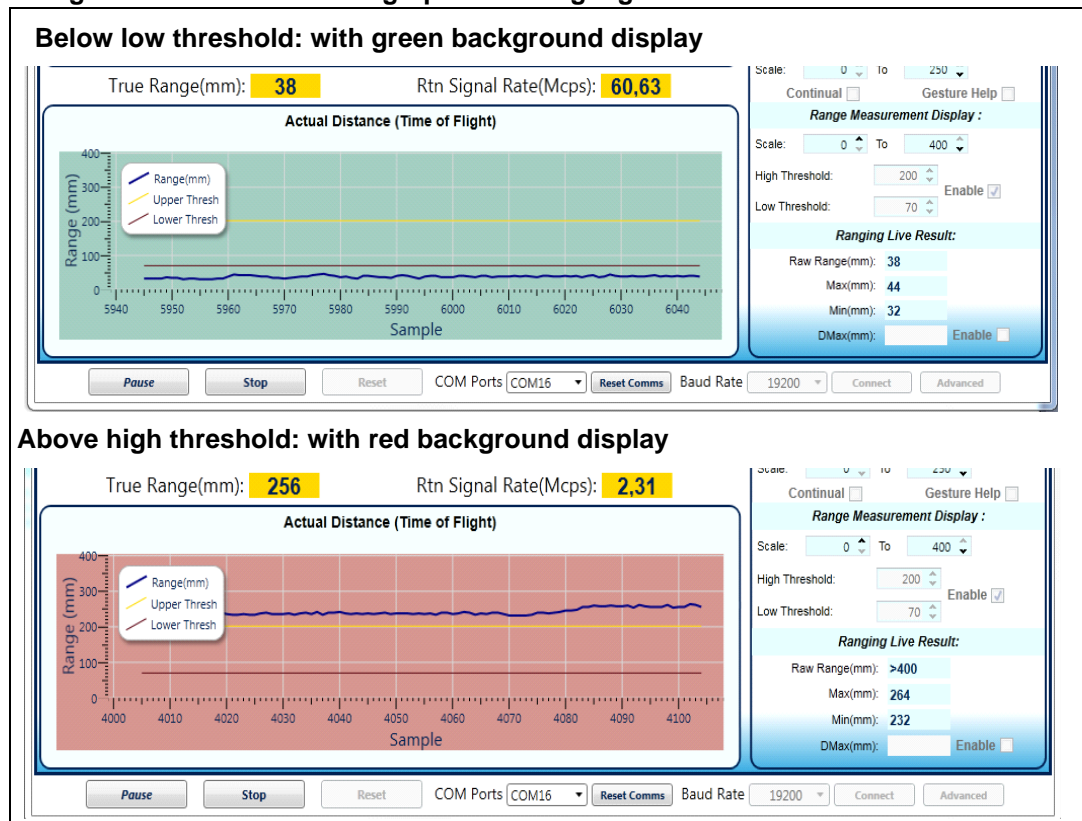 Below low threshold: with green background display
True Range(mm): 38 Rtn Signal Rate(Mcps): 60,63
Scale: 0 To 250
Continual Gesture Help
Actual Distance (Time of Flight)
Range Measurement Display :
Scale: 0 To 400
High Threshold: 200
Enable
Low Threshold: 70
Ranging Live Result:
Raw Range(mm): 38
Max(mm): 44
Min(mm): 32
DMax(mm): Enable
Range (mm)
400
300
200
100
0
Range(mm)
Upper Thresh
Lower Thresh
5940 5950 5960 5970 5980 5990 6000 6010 6020 6030 6040
Sample
Pause Stop Reset COM Ports COM16 Reset Comms Baud Rate 19200 Connect Advanced
Above high threshold: with red background display
True Range(mm): 256 Rtn Signal Rate(Mcps): 2,31
Scale: 0 To 250
Continual Gesture Help
Actual Distance (Time of Flight)
Range Measurement Display :
Scale: 0 To 400
High Threshold: 200
Enable
Low Threshold: 70
Ranging Live Result:
Raw Range(mm): >400
Max(mm): 264
Min(mm): 232
DMax(mm): Enable
Range (mm)
400
300
200
100
0
Range(mm)
Upper Thresh
Lower Thresh
4000 4010 4020 4030 4040 4050 4060 4070 4080 4090 4100
Sample
Pause Stop Reset COM Ports COM16 Reset Comms Baud Rate 19200 Connect Advanced